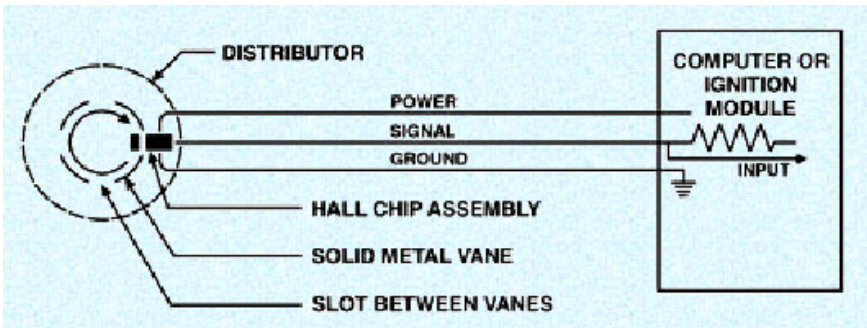 DISTRIBUTOR
COMPUTER OR
IGNITION
MODULE
POWER
SIGNAL
GROUND
INPUT
HALL CHIP ASSEMBLY
SOLID METAL VANE
SLOT BETWEEN VANES